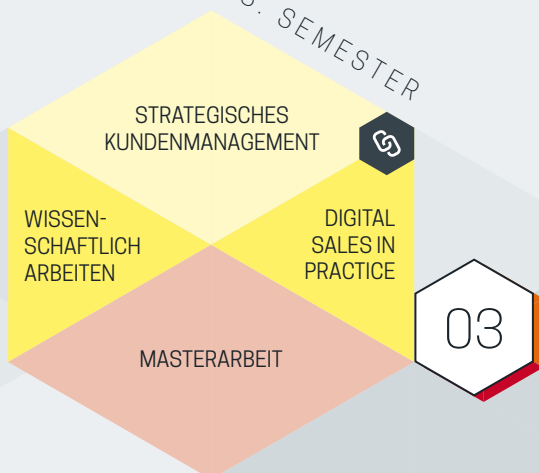 . SEMESTER
STRATEGISCHES
KUNDENMANAGEMENT
WISSEN-
SCHAFTLICH
ARBEITEN
DIGITAL
SALES IN
PRACTICE
03
MASTERARBEIT